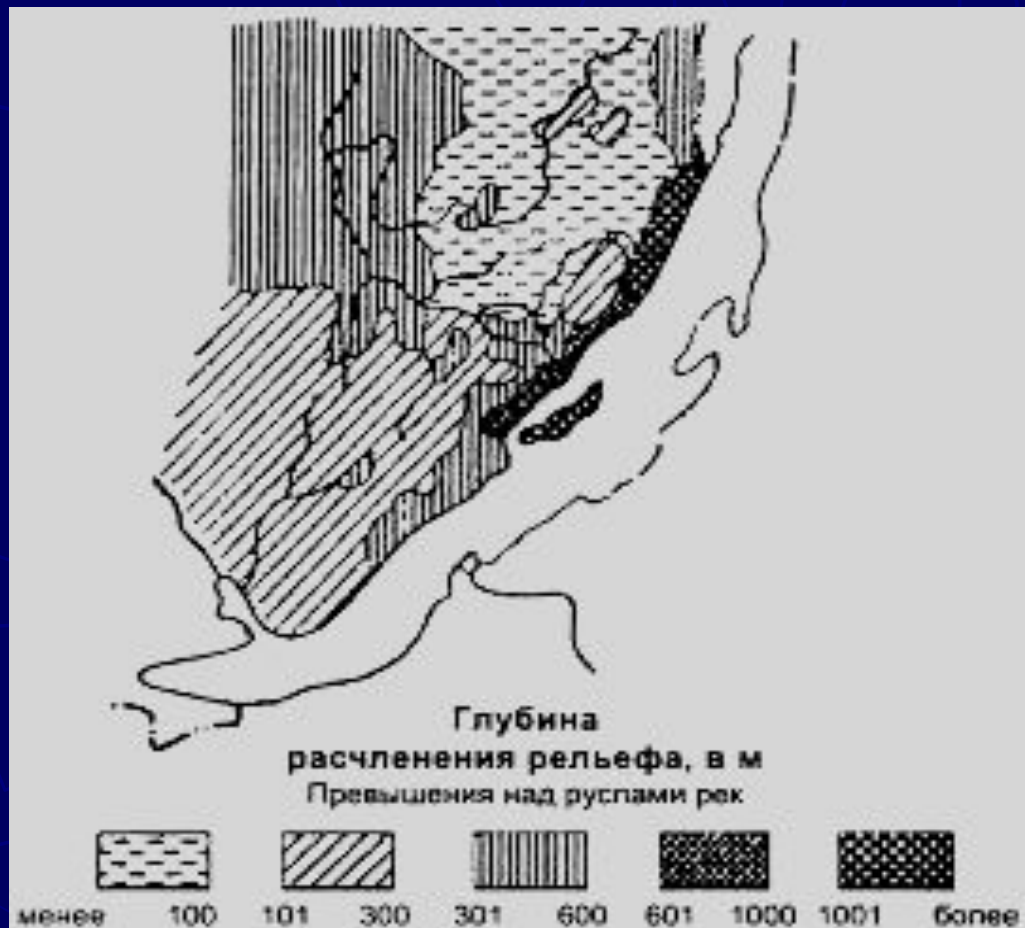 Глубина
расчленения рельефа, в м
Превышения над руслами рек
менее 100 101 300 301 600 601 1000 1001 более